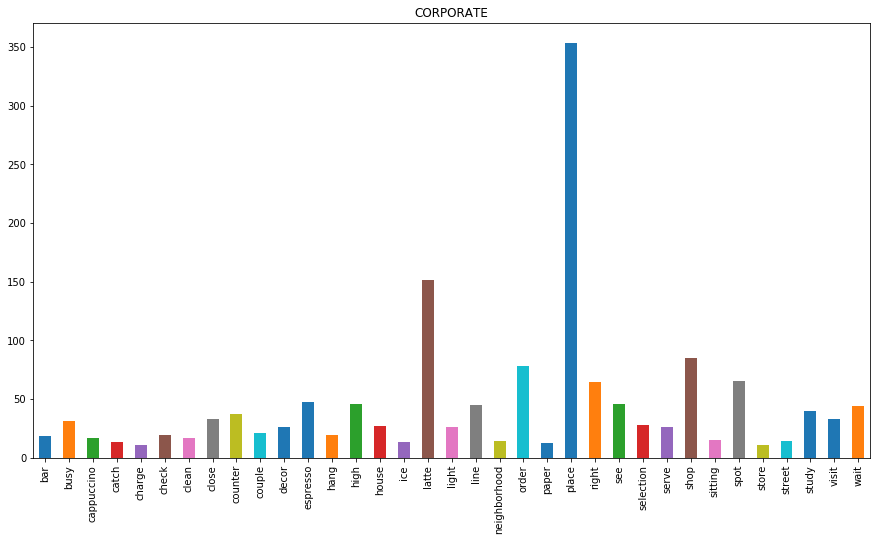 CORPORATE
350
300
250
200
150
100
50
0
bar
busy
cappuccino
catch
charge
check
clean
close
counter
couple
decor
espresso
hang
high
house
ice
latte
light
line
neighborhood
order
paper
place
right
see
selection
serve
shop
sitting
spot
store
street
study
visit
wait